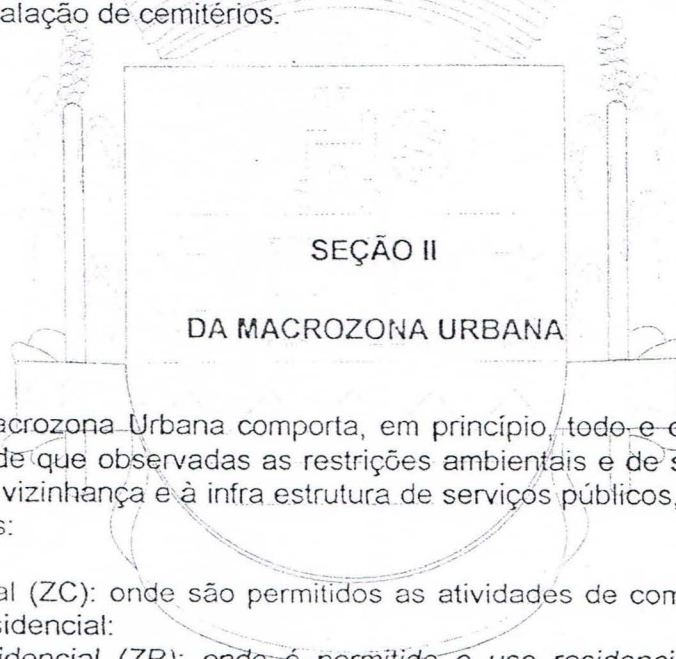 alação de cemitérios.
SEÇÃO II
DA MACROZONA URBANA
acrozona Urbana comporta, em princípio, todo e
de que observadas as restrições ambientais e de
vizinhança e à infra estrutura de serviços públicos,
s:
al (ZC): onde são permitidos as atividades de com
sidencial:
idencial (ZR): onde é permitido o uso residenci